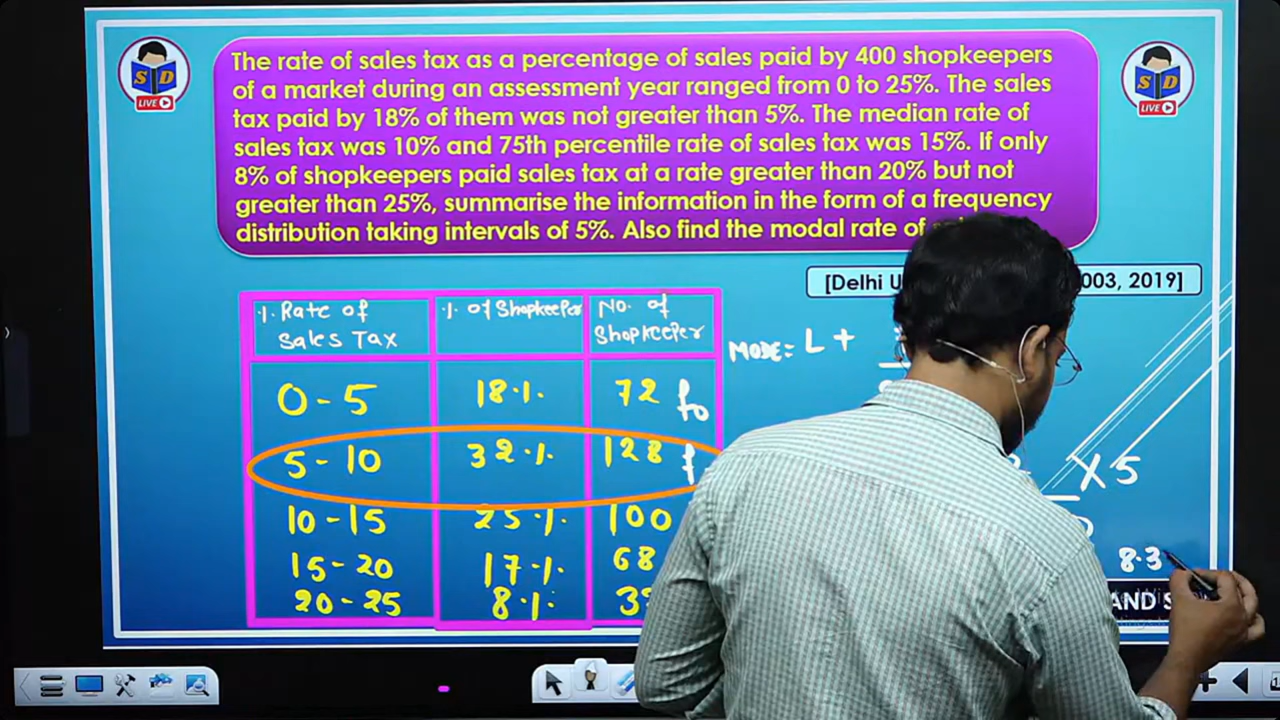 The rate of sales tax as a percentage of sales paid by 400 shopkeepers
of a market during an assessment year ranged from 0 to 25%. The sales
tax paid by 18% of them was not greater than 5%. The median rate of
sales tax was 10% and 75th percentile rate of sales tax was 15%. If only
8% of shopkeepers paid sales tax at a rate greater than 20% but not
greater than 25%, summarise the information in the form of a frequency
distribution taking intervals of 5%. Also find the modal rate of
S D
LIVE
S D
LIVE
[Delhi 003, 2019]
%. Rate of Sales Tax
%. of Shopkeeper
No. of Shopkeeper
MODE = L +
0 - 5 18 %. 72 f0
5 - 10 32 %. 128 f
10 - 15 25 %. 100
15 - 20 17 %. 68
20 - 25 8 %. 3
X 5
8.3
AND S